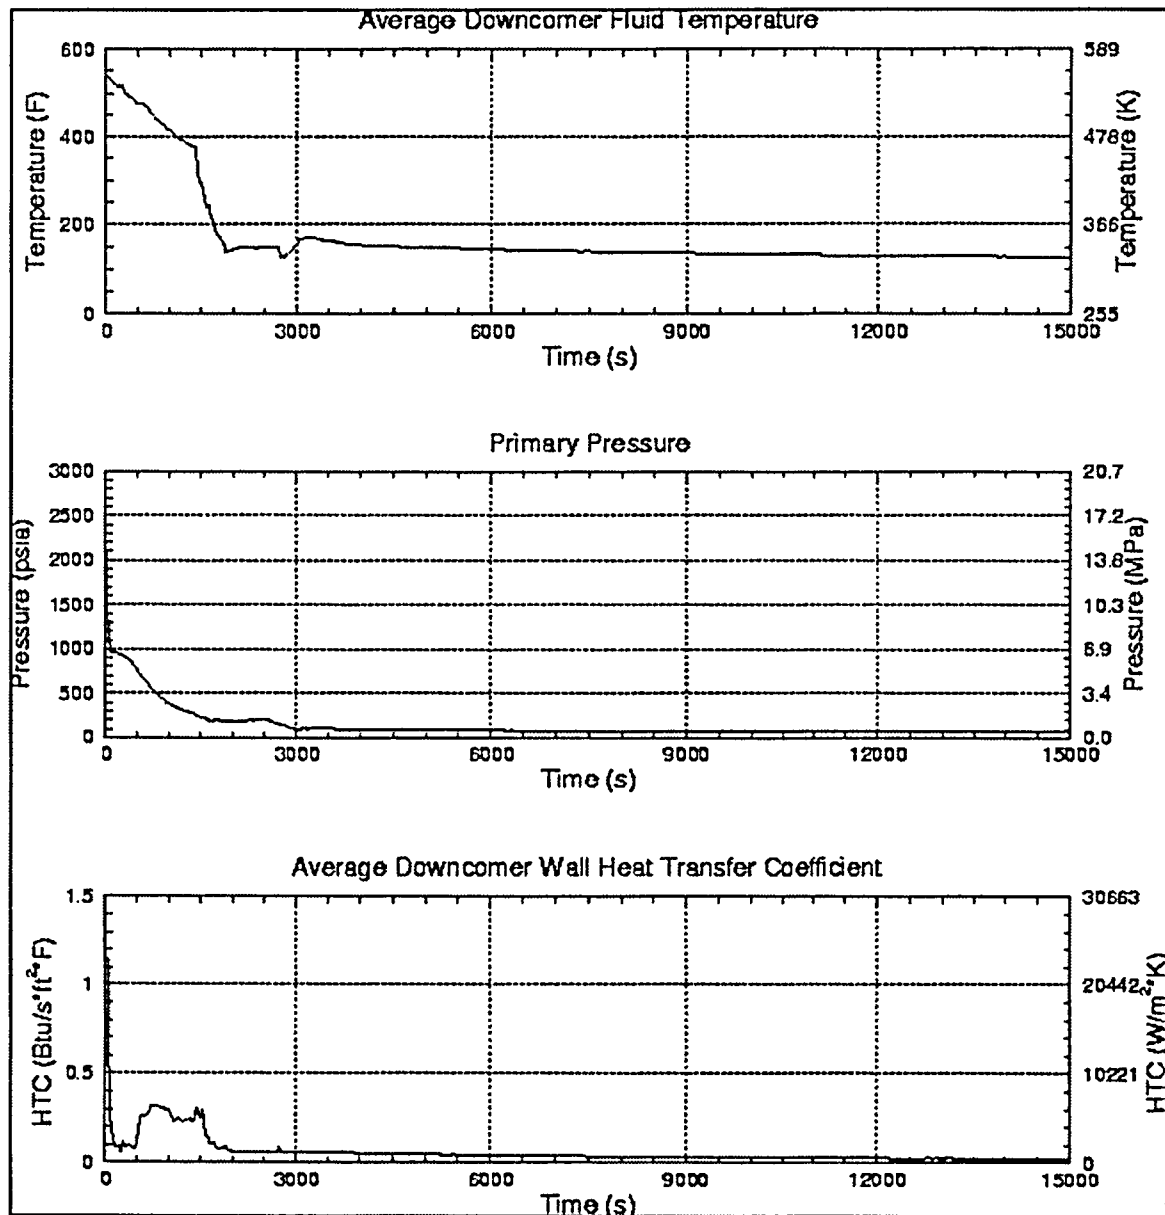 Average Downcomer Fluid Temperature
600
589
400
478
200
366
0
255
Temperature (F)
Temperature (K)
0 3000 6000 9000 12000 15000
Time (s)
Primary Pressure
3000 20.7
2500 17.2
2000 13.8
1500 10.3
1000 6.9
500 3.4
0 0.0
Pressure (psia)
Pressure (MPa)
0 3000 6000 9000 12000 15000
Time (s)
Average Downcomer Wall Heat Transfer Coefficient
1.5 30663
1 20442
0.5 10221
0 0
HTC (Btu/s*ft²*F)
HTC (W/m²*K)
0 3000 6000 9000 12000 15000
Time (s)